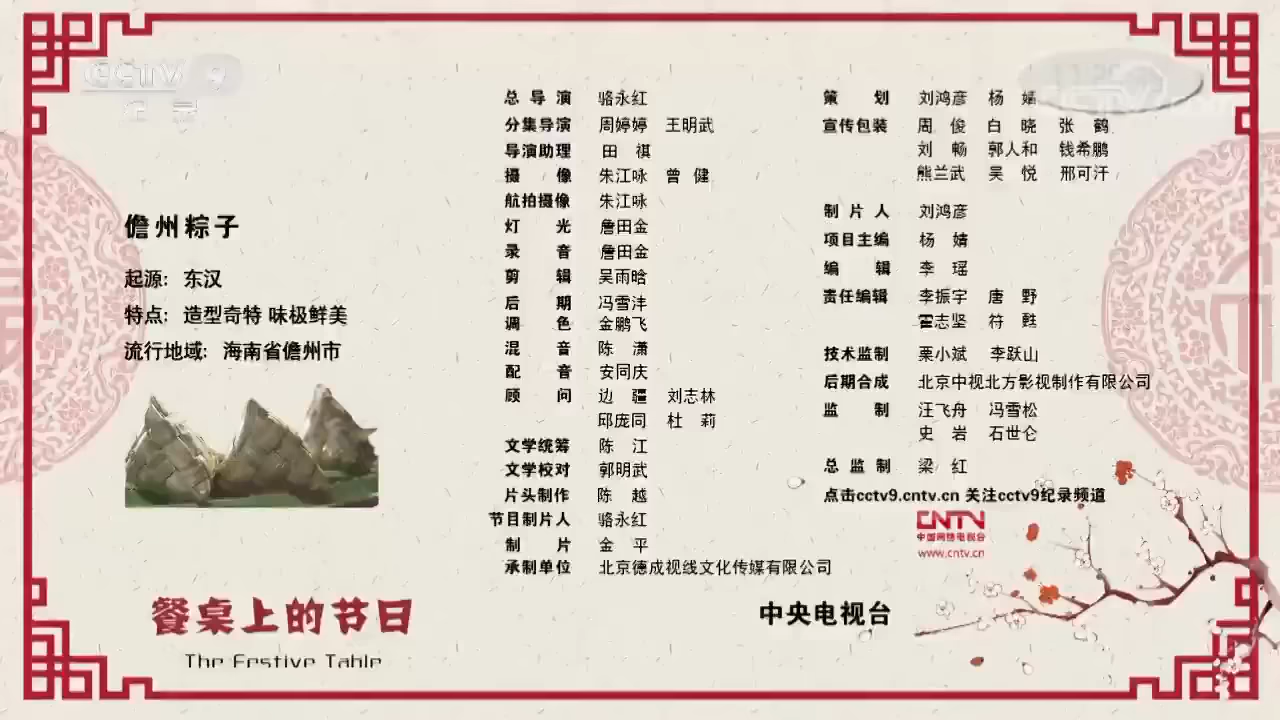 CCTV 9
纪录
儋州粽子
起源: 东汉
特点: 造型奇特 味极鲜美
流行地域: 海南省儋州市
餐桌上的节日
The Festive Table
总导演 骆永红
分集导演 周婷婷 王明武
导演助理 田祺
摄像 朱江咏 曾健
航拍摄像 朱江咏
灯光 詹田金
录音 詹田金
剪辑 吴雨晗
后期 冯雪沣
调色 金鹏飞
混音 陈潇
配音 安同庆
顾问 边疆 刘志林
邱庞同 杜莉
文学统筹 陈江
文学校对 郭明武
片头制作 陈越
节目制片人 骆永红
制片 金平
承制单位 北京德成视线文化传媒有限公司
策划 刘鸿彦 杨婧
宣传包装 周俊 白晓 张鹤
刘畅 郭人和 钱希鹏
熊兰武 吴悦 邢可汗
制片人 刘鸿彦
项目主编 杨婧
编辑 李瑶
责任编辑 李振宇 唐野
霍志坚 符甦
技术监制 栗小斌 李跃山
后期合成 北京中视北方影视制作有限公司
监制 汪飞舟 冯雪松
史岩 石世仑
总监制 梁红
点击cctv9.cntv.cn 关注cctv9纪录频道
CNTV
中国网络电视台
www.cntv.cn
中央电视台